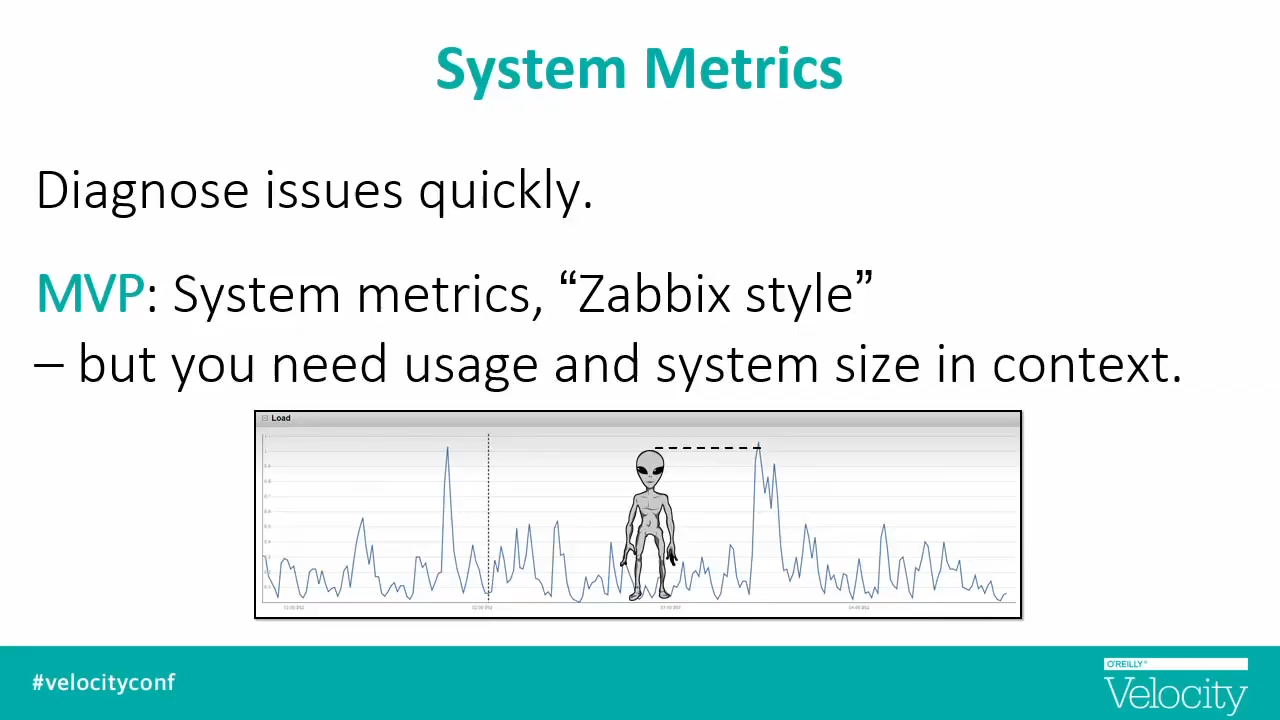 System Metrics
Diagnose issues quickly.
MVP: System metrics, “Zabbix style”
– but you need usage and system size in context.
Load
#velocityconf
O'REILLY®
Velocity